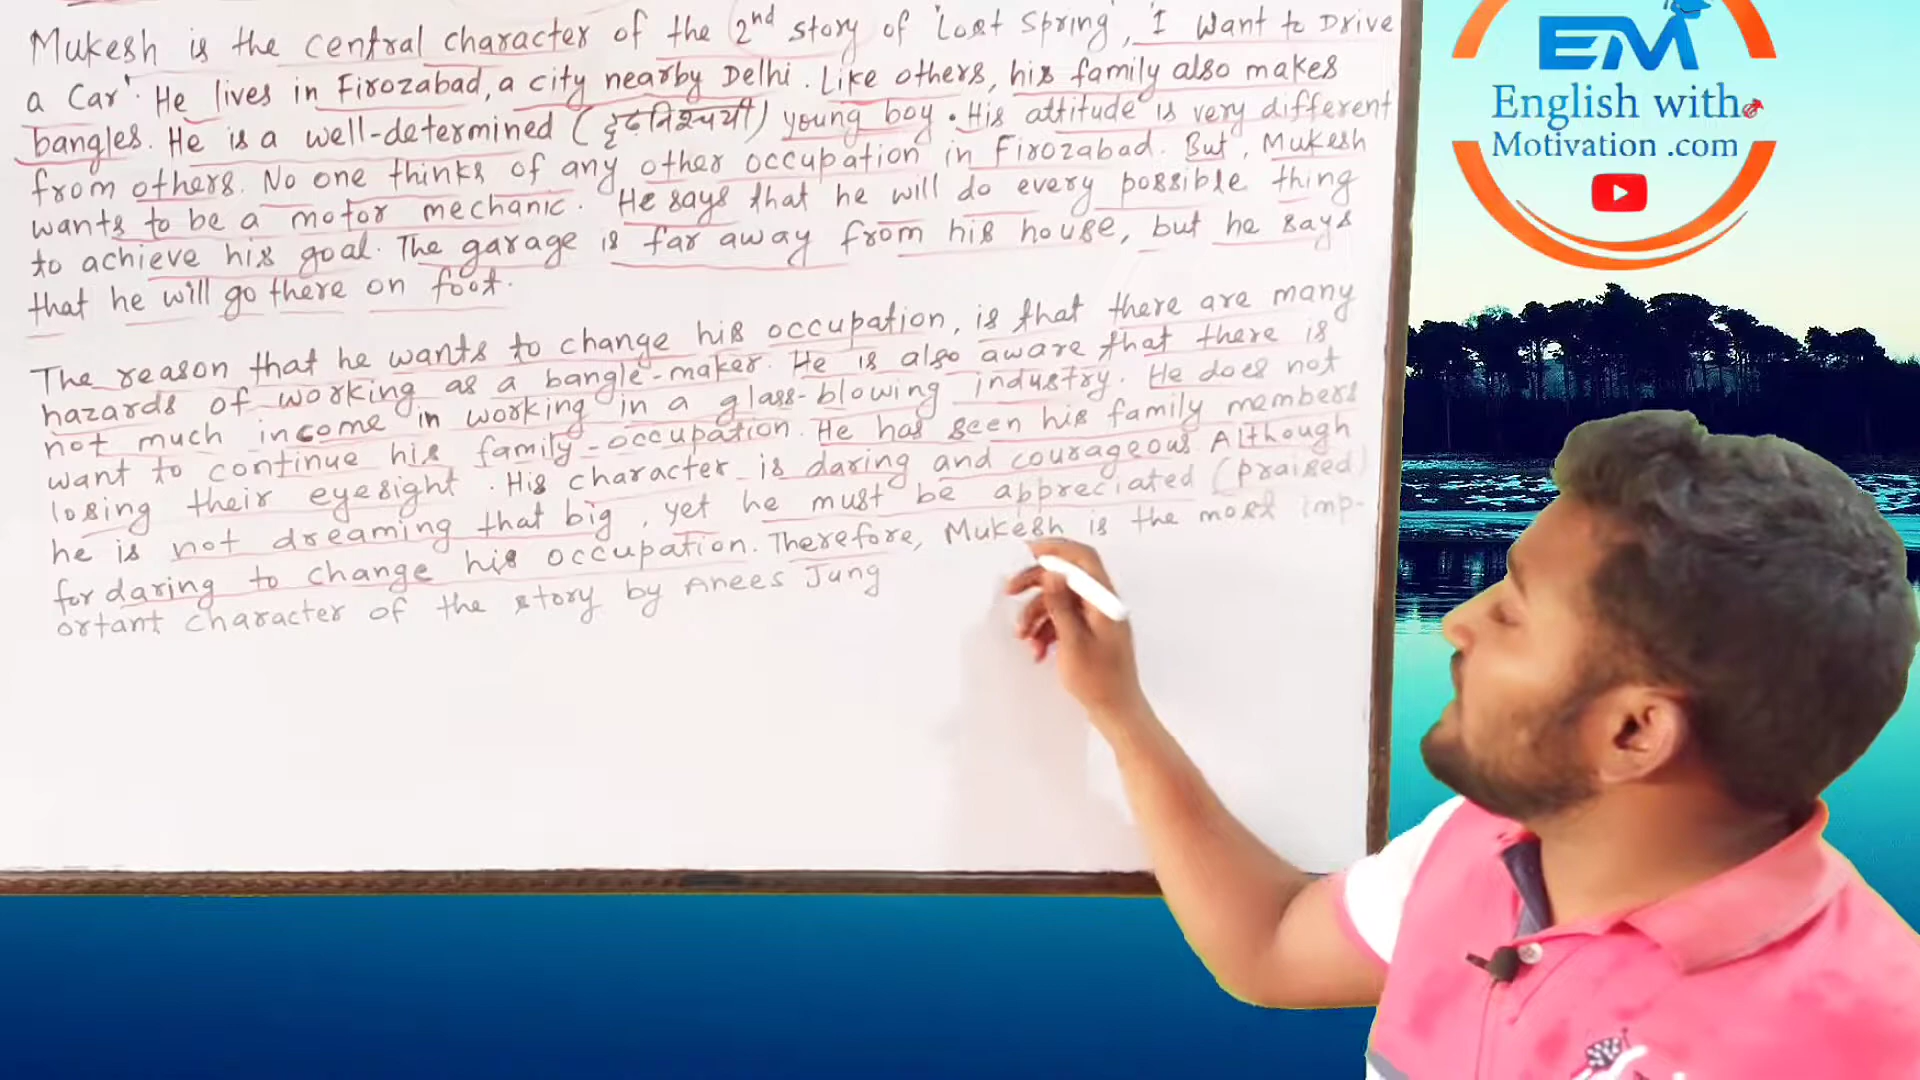 Mukesh is the central character of the 2nd story of 'Lost Spring', 'I Want to Drive
a Car'. He lives in Firozabad, a city nearby Delhi. Like others, his family also makes
bangles. He is a well-determined (दृढनिश्चयी) young boy. His attitude is very different
from others. No one thinks of any other occupation in Firozabad. But, Mukesh
wants to be a motor mechanic. He says that he will do every possible thing
to achieve his goal. The garage is far away from his house, but he says
that he will go there on foot.
The reason that he wants to change his occupation, is that there are many
hazards of working as a bangle-maker. He is also aware that there is
not much income in working in a glass-blowing industry. He does not
want to continue his family-occupation. He has seen his family members
losing their eyesight. His character is daring and courageous. Although
he is not dreaming that big, yet he must be appreciated (praised)
for daring to change his occupation. Therefore, Mukesh is the most imp-
ortant character of the story by Anees Jung
EM
English with
Motivation .com